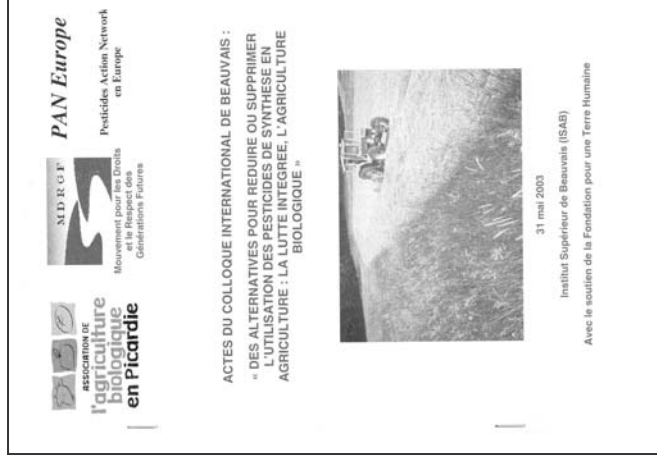 ASSOCIATION DE
l'agriculture
biologique
en Picardie
MDRGF
Mouvement pour les Droits
et le Respect des
Générations Futures
PAN Europe
Pesticides Action Network
en Europe
ACTES DU COLLOQUE INTERNATIONAL DE BEAUVAIS :
« DES ALTERNATIVES POUR REDUIRE OU SUPPRIMER
L'UTILISATION DES PESTICIDES DE SYNTHESE EN
AGRICULTURE : LA LUTTE INTEGREE, L'AGRICULTURE
BIOLOGIQUE »
31 mai 2003
Institut Supérieur de Beauvais (ISAB)
Avec le soutien de la Fondation pour une Terre Humaine